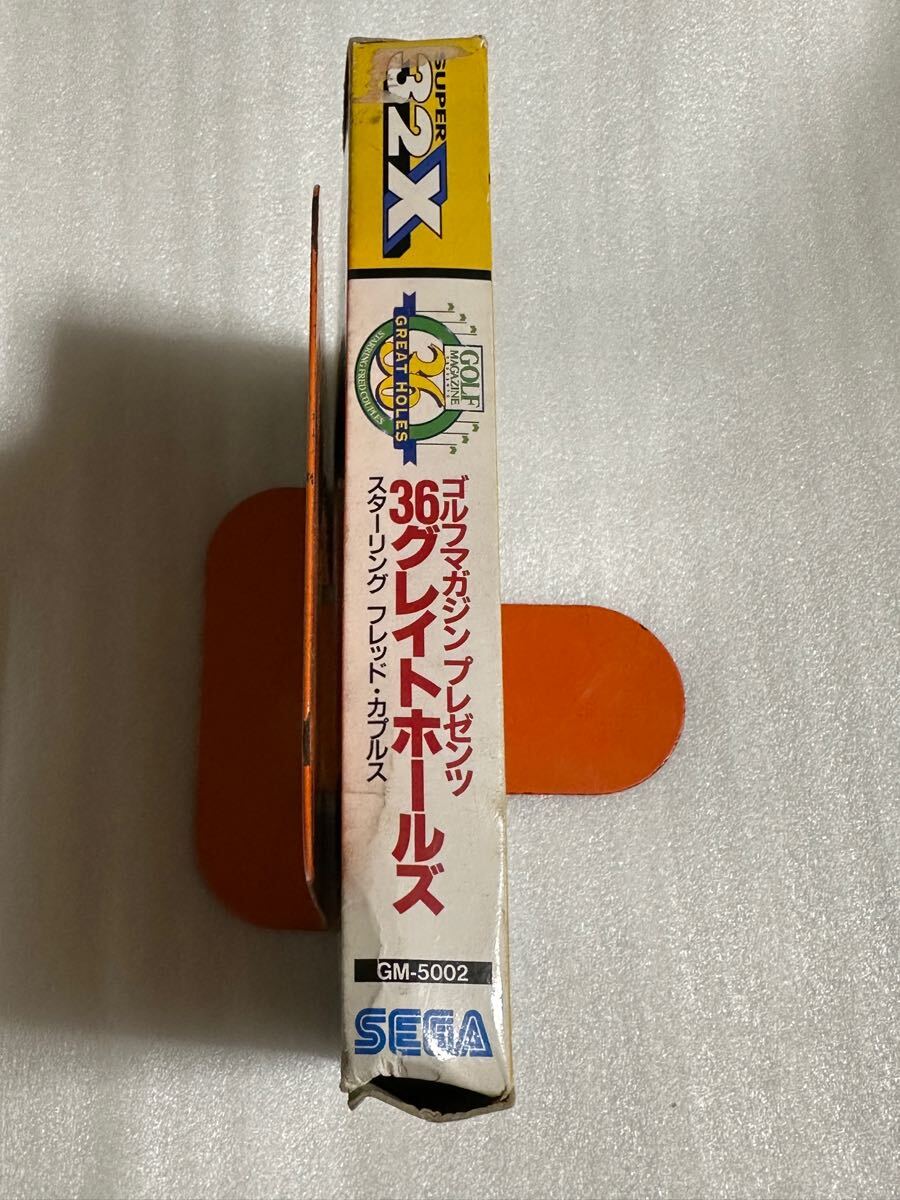 SUPER
32X
GOLF
MAGAZINE
36
GREAT HOLES
STARRING FRED COUPLES
ゴルフマガジン プレゼンツ
36グレイトホールズ
スターリング フレッド・カプルス
GM-5002
SEGA